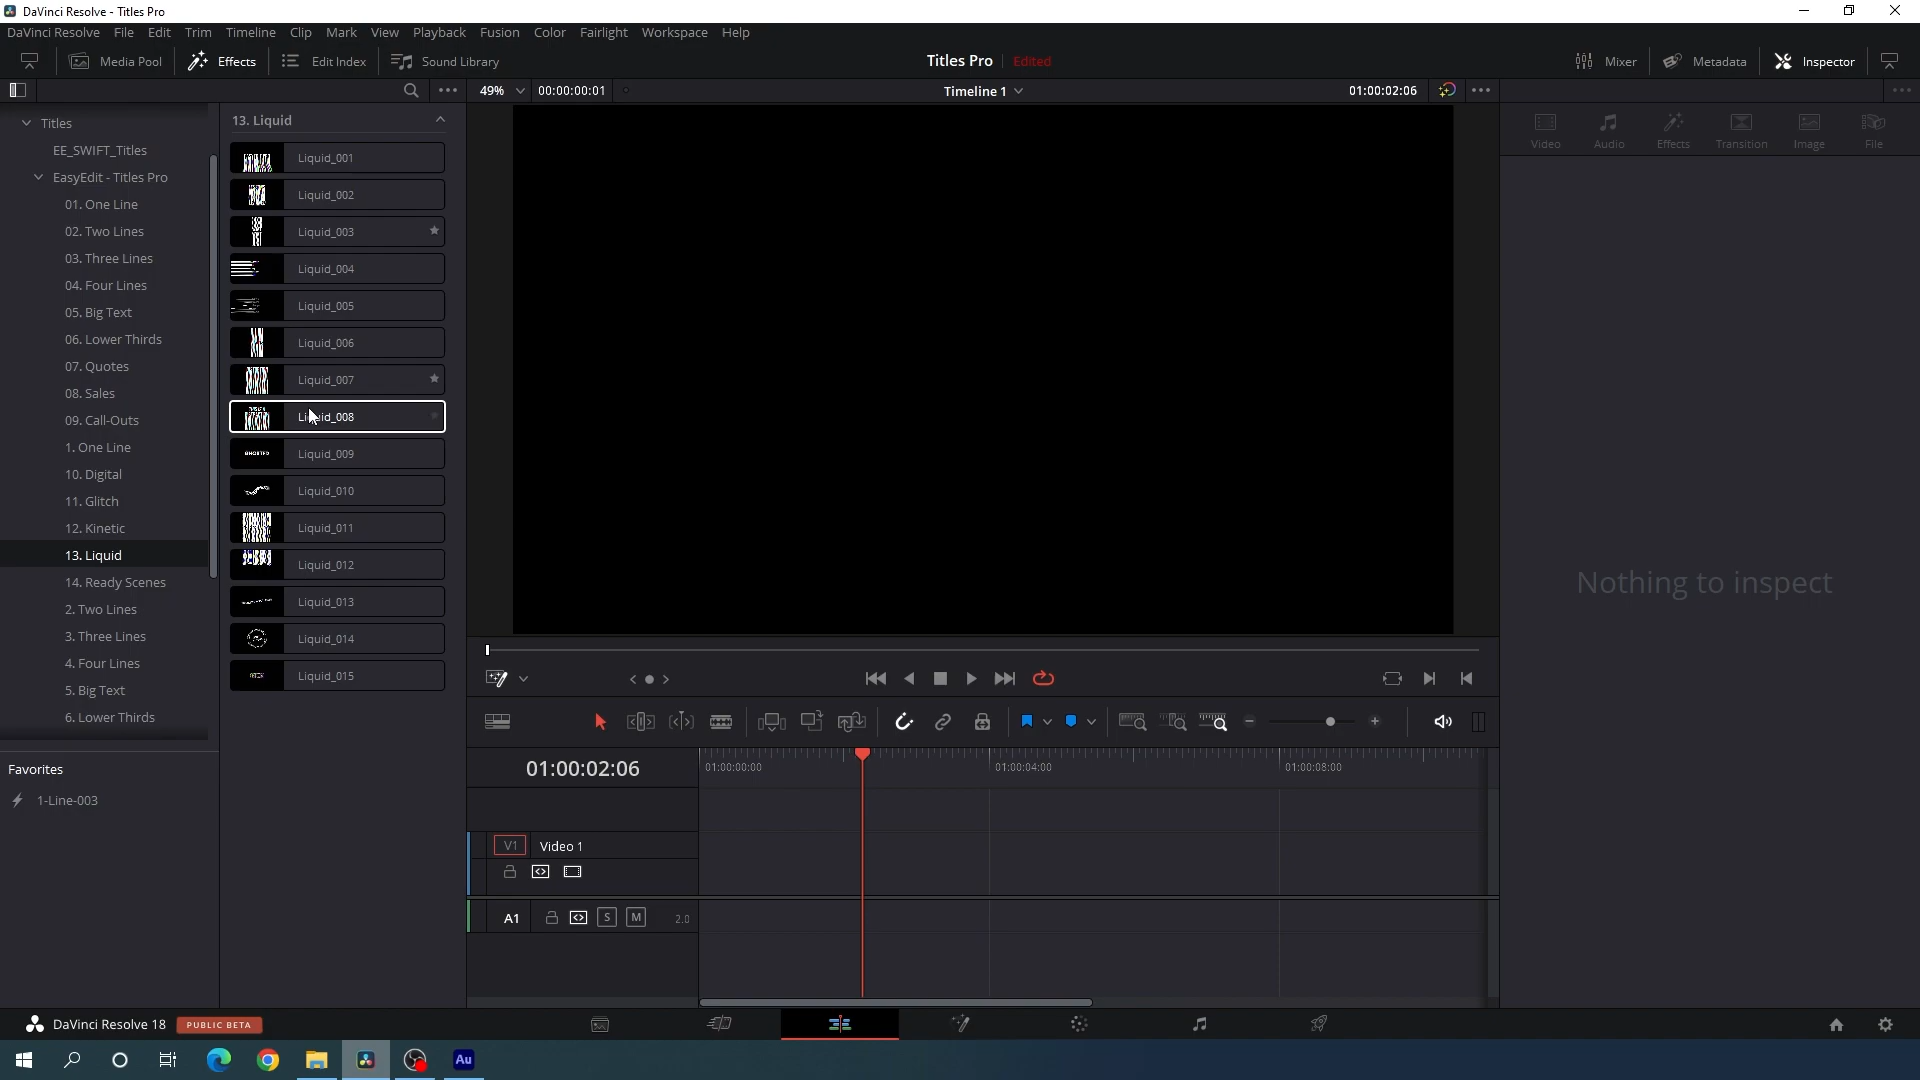 DaVinci Resolve - Titles Pro
DaVinci Resolve File Edit Trim Timeline Clip Mark View Playback Fusion Color Fairlight Workspace Help
Media Pool Effects Edit Index Sound Library
Titles Pro Edited
Mixer Metadata Inspector
49% 00:00:00:01 Timeline 1 01:00:02:06
Titles
EE_SWIFT_Titles
EasyEdit - Titles Pro
01. One Line
02. Two Lines
03. Three Lines
04. Four Lines
05. Big Text
06. Lower Thirds
07. Quotes
08. Sales
09. Call-Outs
1. One Line
10. Digital
11. Glitch
12. Kinetic
13. Liquid
14. Ready Scenes
2. Two Lines
3. Three Lines
4. Four Lines
5. Big Text
6. Lower Thirds
Favorites
1-Line-003
13. Liquid
Liquid_001
Liquid_002
Liquid_003
Liquid_004
Liquid_005
Liquid_006
Liquid_007
Liquid_008
GHOSTED Liquid_009
Liquid_010
Liquid_011
Liquid_012
Liquid_013
Liquid_014
Liquid_015
Video Audio Effects Transition Image File
Nothing to inspect
01:00:02:06
01:00:00:00 01:00:04:00 01:00:08:00
V1 Video 1
A1 S M 2.0
DaVinci Resolve 18 PUBLIC BETA
Au